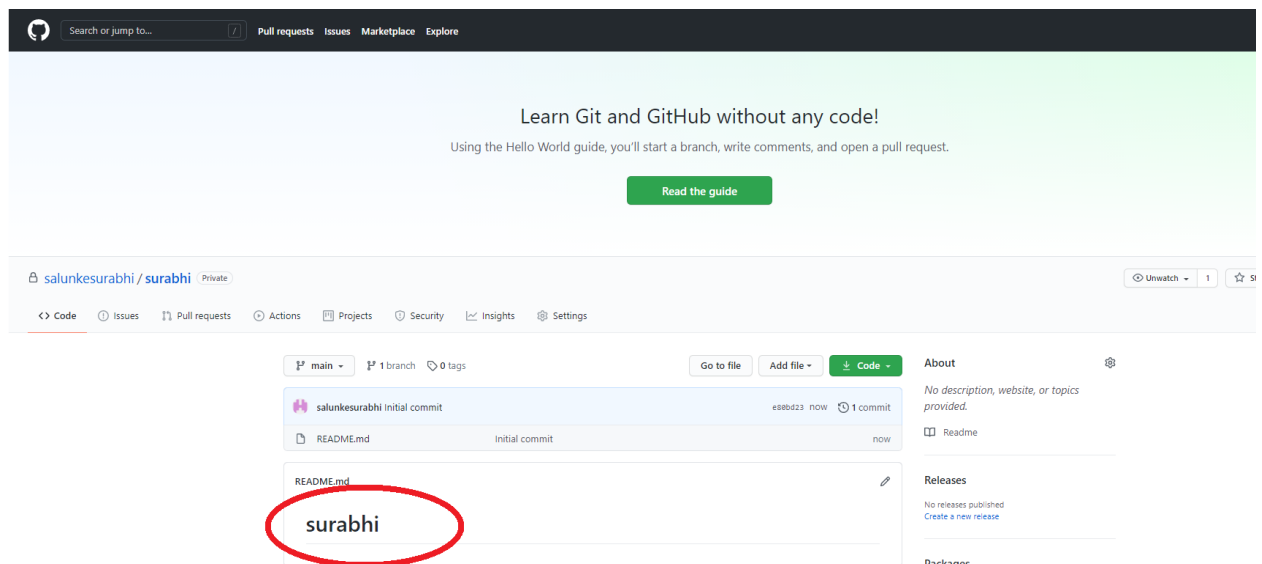 Search or jump to... / Pull requests Issues Marketplace Explore
Learn Git and GitHub without any code!
Using the Hello World guide, you'll start a branch, write comments, and open a pull request.
Read the guide
salunkesurabhi / surabhi Private Unwatch 1
<> Code Issues Pull requests Actions Projects Security Insights Settings
main 1 branch 0 tags Go to file Add file Code About
No description, website, or topics
salunkesurabhi Initial commit e80bd23 now 1 commit provided.
README.md Initial commit now Readme
README.md Releases
No releases published
surabhi Create a new release
Packages